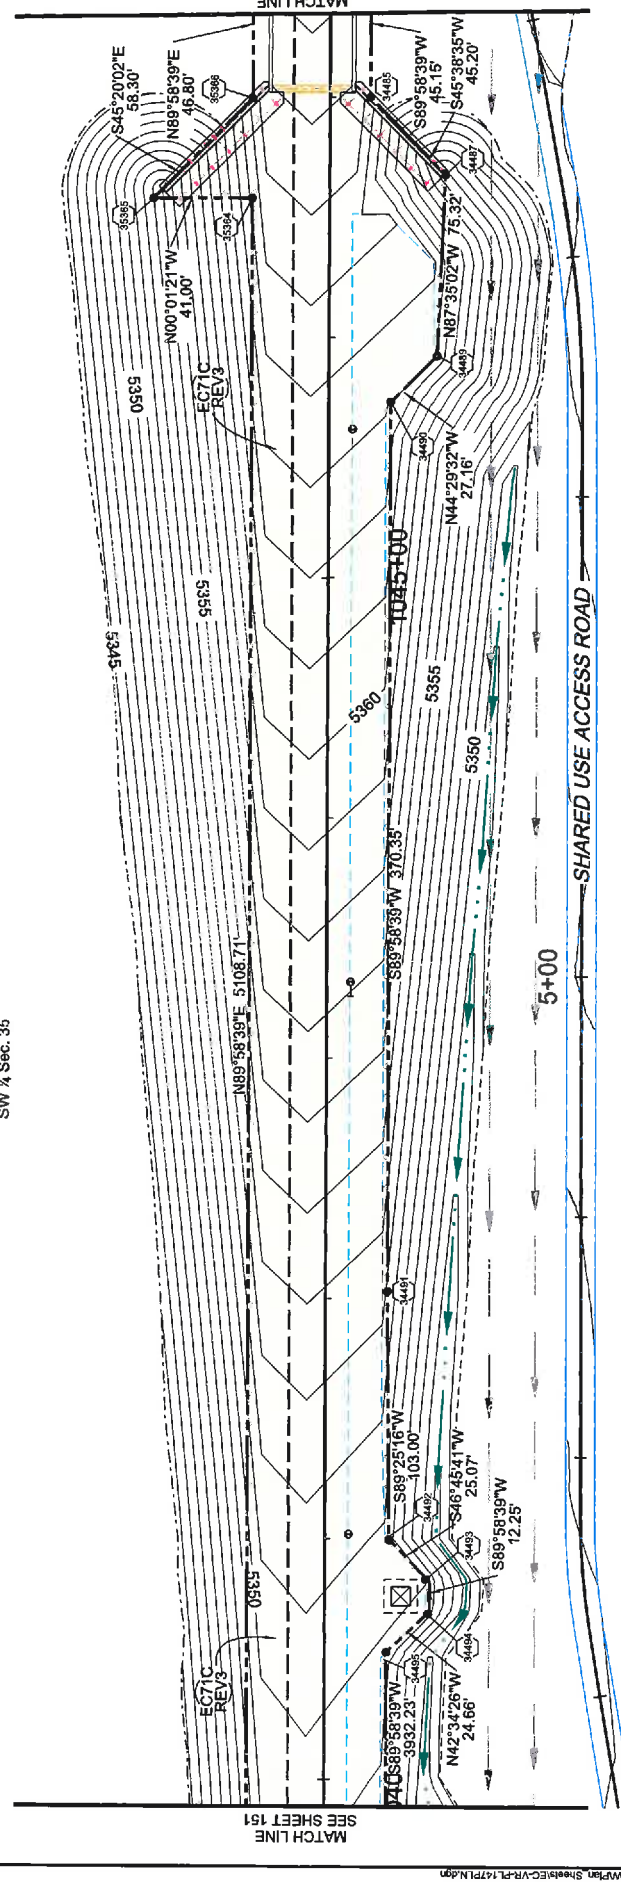 MATCH LINE
SEE SHEET 151
SW ¼ Sec. 35
5350
5345
5355
N89°58'39"E 5108.71'
5350
EC71C
REV3
EC71C
REV3
N00°01'21"W
41.00'
S45°20'02"E
58.30'
N89°58'39"E
46.80'
35365
35364
35366
MATCH LINE
S89°58'39"W
45.15'
S45°38'35"W
45.20'
34485
34487
N87°35'02"W 75.32'
34489
34490
N44°29'32"W
27.16'
1045+00
5360
5355
5350
S89°58'39"W 370.35'
34491
S89°25'16"W
103.00'
34492
S46°45'41"W
25.07'
34493
S89°58'39"W
12.25'
34494
N42°34'26"W
24.66'
34495
S89°58'39"W
3932.23'
5+00
SHARED USE ACCESS ROAD